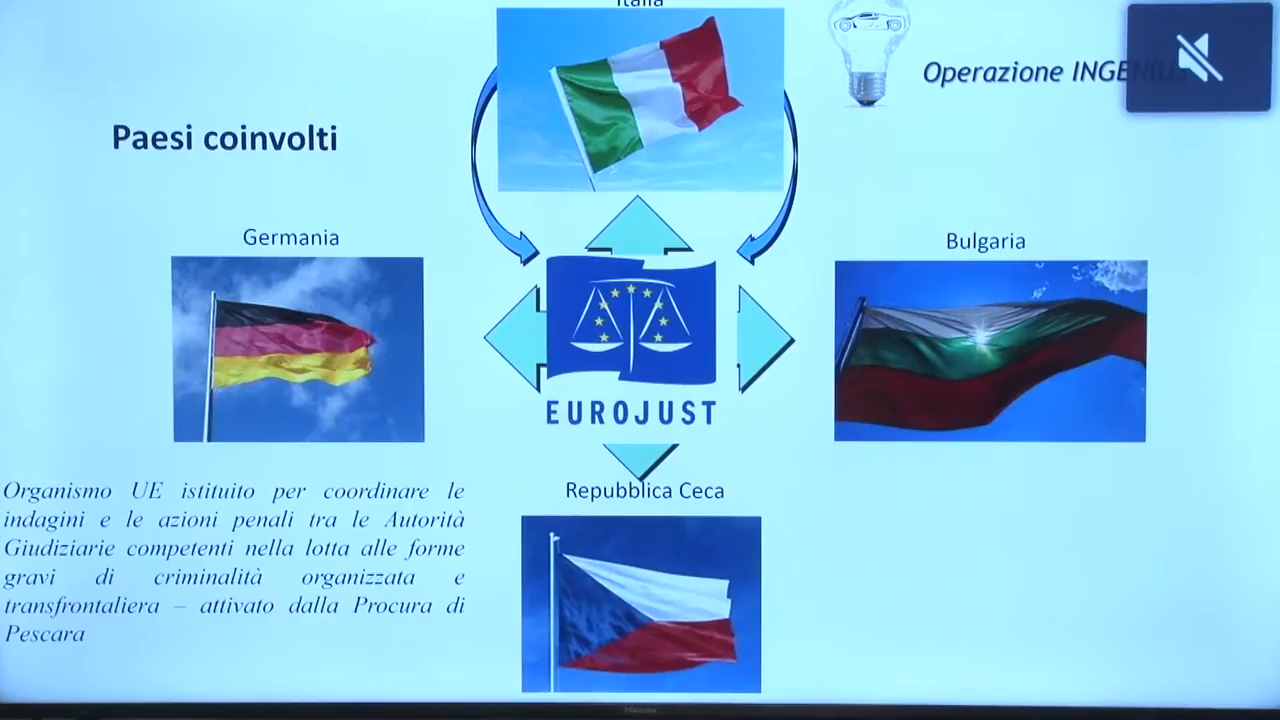 Italia
Operazione INGENIUS
Paesi coinvolti
Germania
Bulgaria
EUROJUST
Repubblica Ceca
Organismo UE istituito per coordinare le
indagini e le azioni penali tra le Autorità
Giudiziarie competenti nella lotta alle forme
gravi di criminalità organizzata e
transfrontaliera – attivato dalla Procura di
Pescara
Hisense